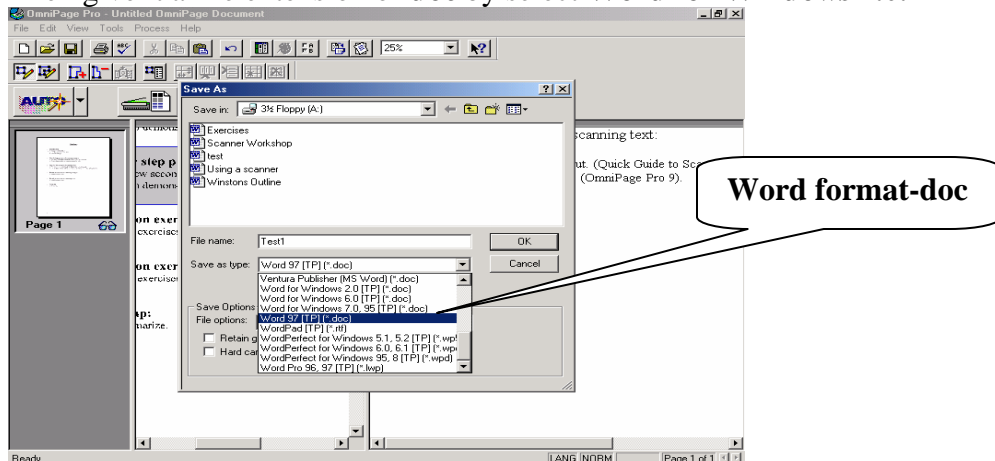 OmniPage Pro - Untitled OmniPage Document
File Edit View Tools Process Help
25%
AUTO
Save As
Save in: 3½ Floppy (A:)
Exercises
Scanner Workshop
test
Using a scanner
Winstons Outline
File name: Test1
OK
Save as type: Word 97 [TP] (*.doc)
Cancel
Ventura Publisher (MS Word) (*.doc)
Word for Windows 2.0 [TP] (*.doc)
Word for Windows 6.0 [TP] (*.doc)
Word for Windows 7.0, 95 [TP] (*.doc)
Word 97 [TP] (*.doc)
WordPad [TP] (*.rtf)
WordPerfect for Windows 5.1, 5.2 [TP] (*.wp5
WordPerfect for Windows 6.0, 6.1 [TP] (*.wp
WordPerfect for Windows 95, 8 [TP] (*.wpd)
Word Pro 96, 97 [TP] (*.lwp)
Save Options
File options:
Retain g
Hard car
scanning text:
ut. (Quick Guide to Sc
(OmniPage Pro 9).
step p
on exer
exercises
on exer
exercises
marize.
Page 1
Word format-doc
Ready
LANG NORM Page 1 of 1